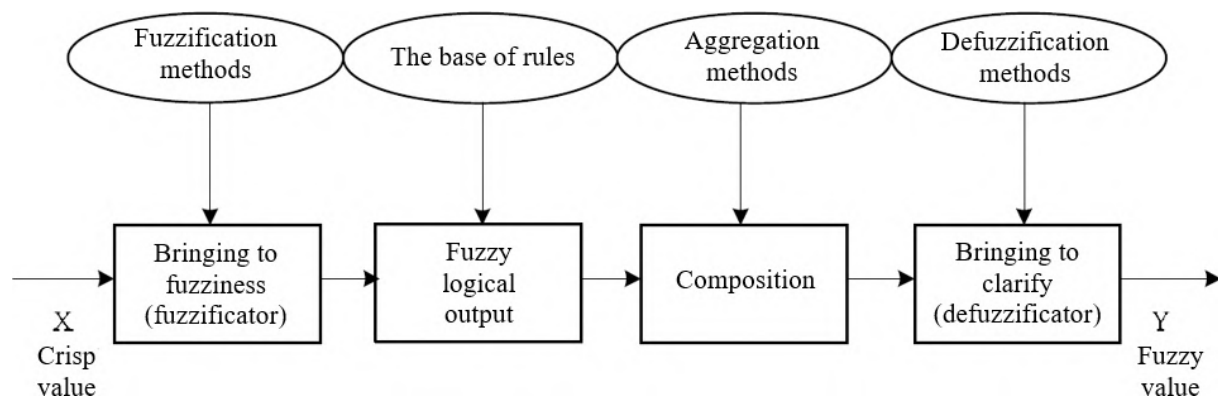 Fuzzification
methods
The base of rules
Aggregation
methods
Defuzzification
methods
Bringing to
fuzziness
(fuzzificator)
Fuzzy
logical
output
Composition
Bringing to
clarify
(defuzzificator)
X
Crisp
value
Y
Fuzzy
value